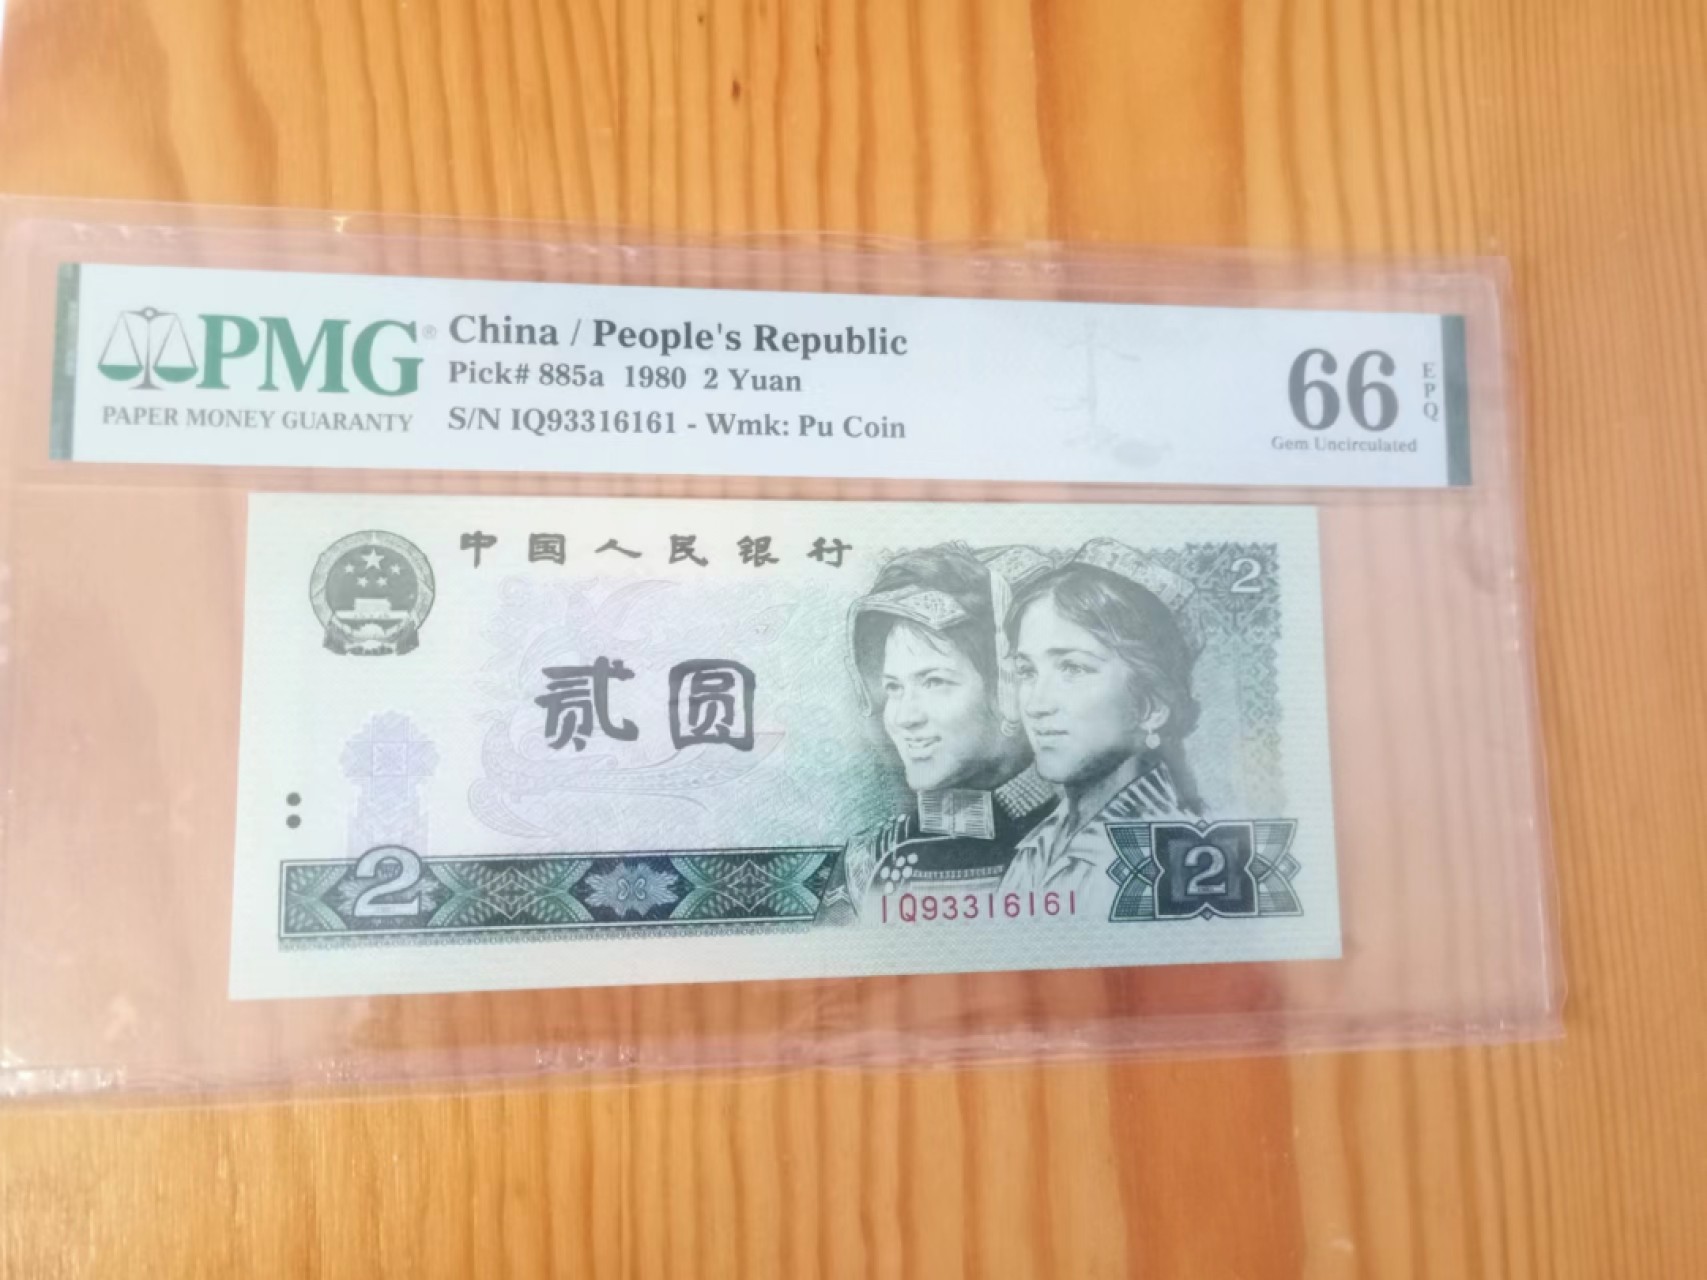 PMG®
PAPER MONEY GUARANTY
China / People's Republic
Pick# 885a 1980 2 Yuan
S/N IQ93316161 - Wmk: Pu Coin
66
EPQ
Gem Uncirculated
中国人民银行
2
贰圆
2
2
IQ93316161